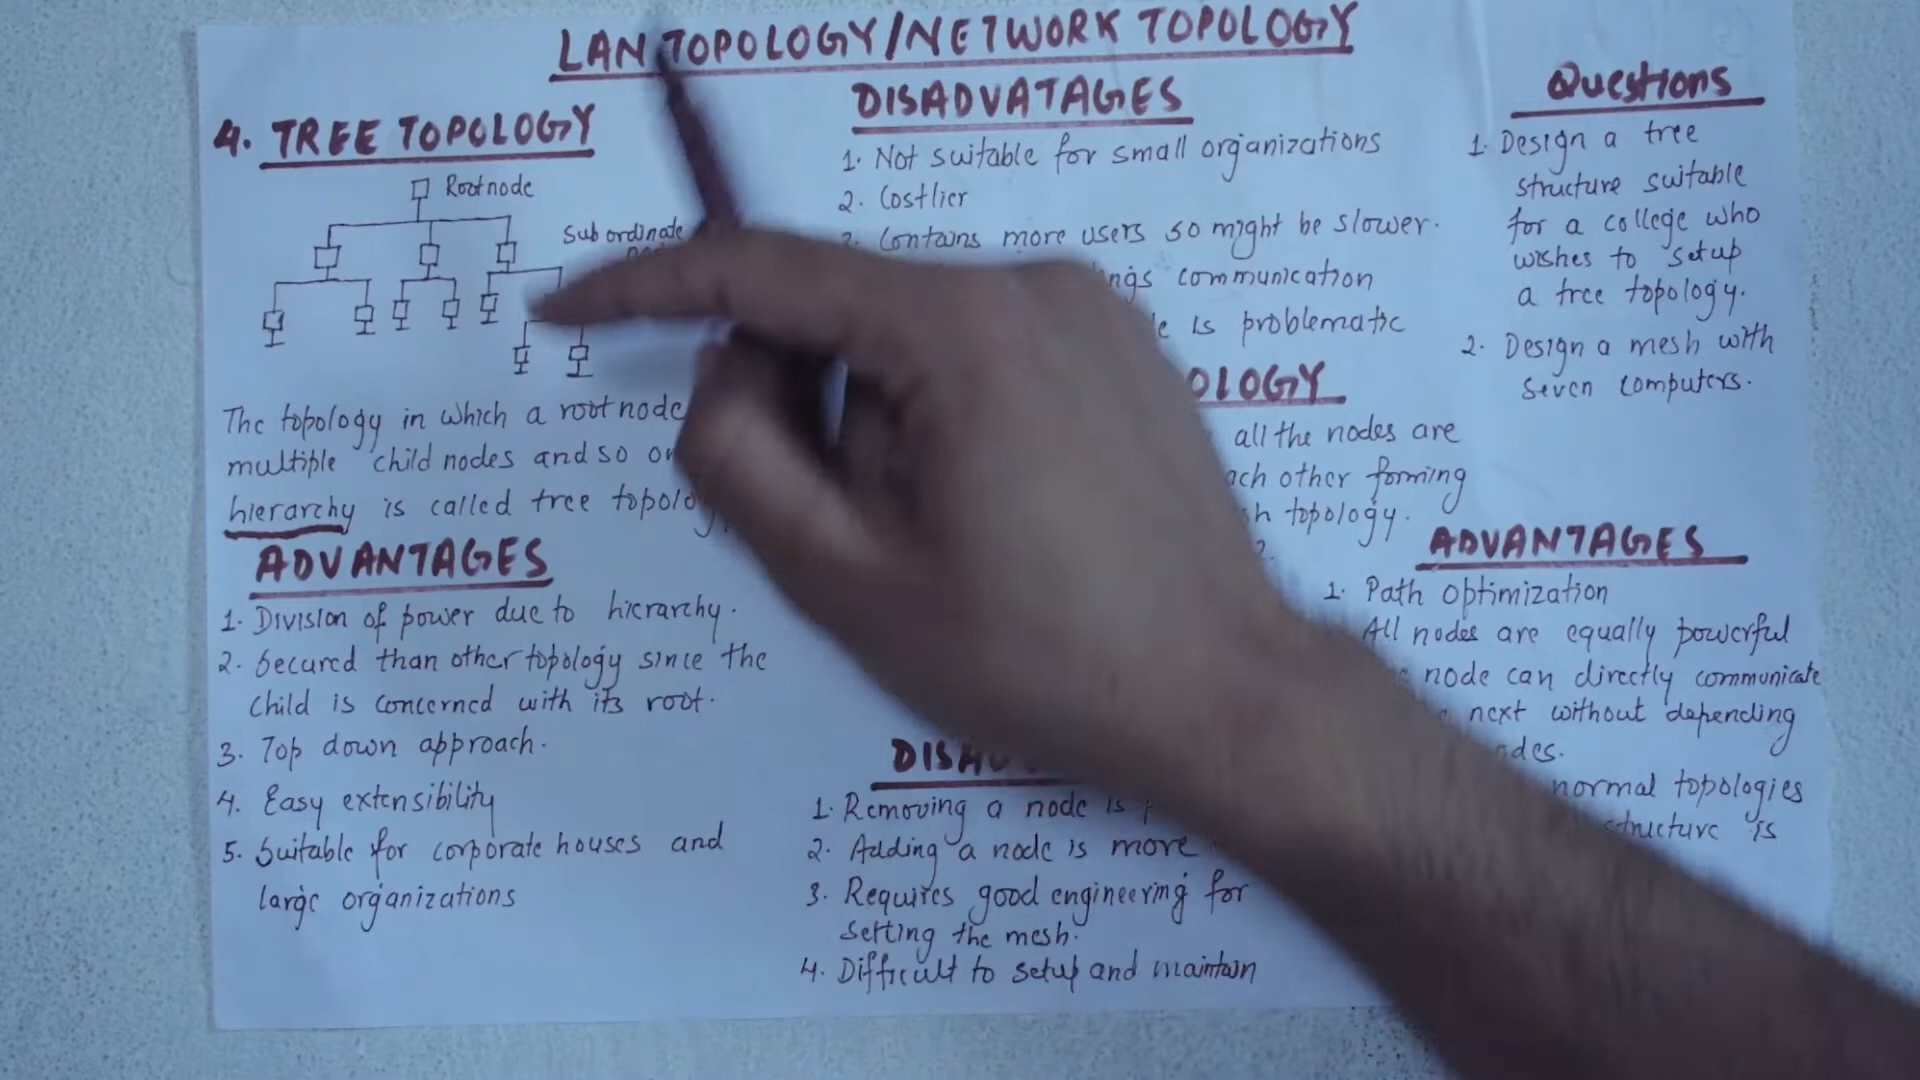 LAN TOPOLOGY/NETWORK TOPOLOGY
4. TREE TOPOLOGY
Rootnode
Sub ordinate
The topology in which a root node
multiple child nodes and so on
hierarchy is called tree topology
ADVANTAGES
1. Division of power due to hierarchy.
2. Secured than other topology since the
child is concerned with its root.
3. Top down approach.
4. Easy extensibility
5. Suitable for corporate houses and
large organizations
DISADVATAGES
1. Not suitable for small organizations
2. Costlier
3. Contains more users so might be slower.
communication
is problematic
OLOGY
all the nodes are
ach other forming
topology.
2.
DISA
1. Removing a node is
2. Adding a node is more
3. Requires good engineering for
setting the mesh.
4. Difficult to setup and maintain
Questions
1. Design a tree
structure suitable
for a college who
wishes to setup
a tree topology.
2. Design a mesh with
seven computers.
ADVANTAGES
1. Path optimization
All nodes are equally powerful
node can directly communicate
next without depending
normal topologies
structure is